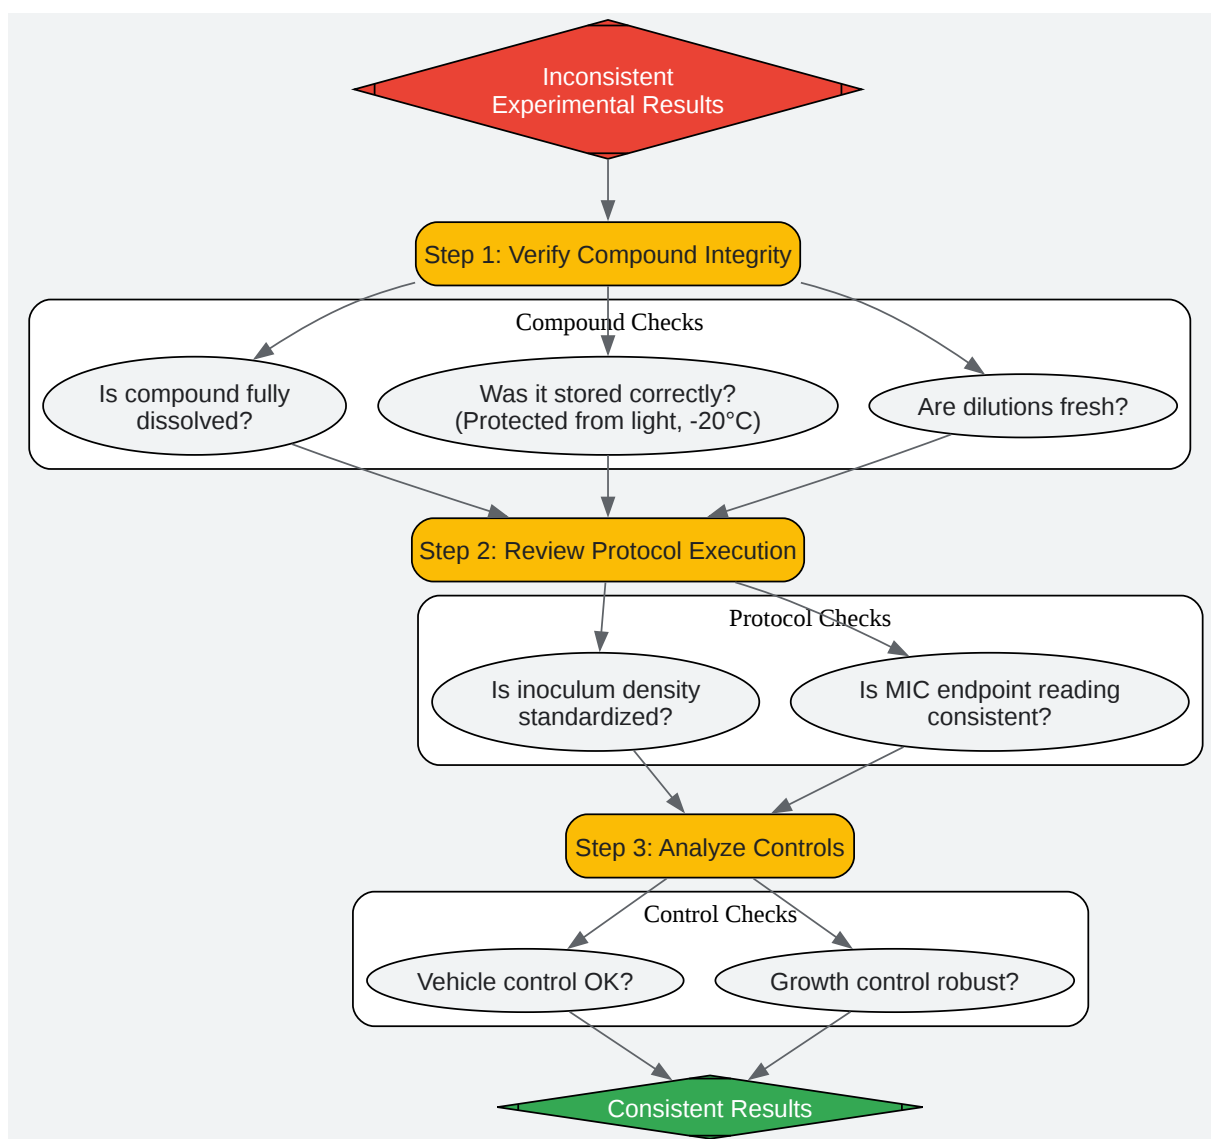 Inconsistent
Experimental Results
Step 1: Verify Compound Integrity
Compound Checks
Is compound fully
dissolved?
Was it stored correctly?
(Protected from light, -20°C)
Are dilutions fresh?
Step 2: Review Protocol Execution
Protocol Checks
Is inoculum density
standardized?
Is MIC endpoint reading
consistent?
Step 3: Analyze Controls
Control Checks
Vehicle control OK?
Growth control robust?
Consistent Results